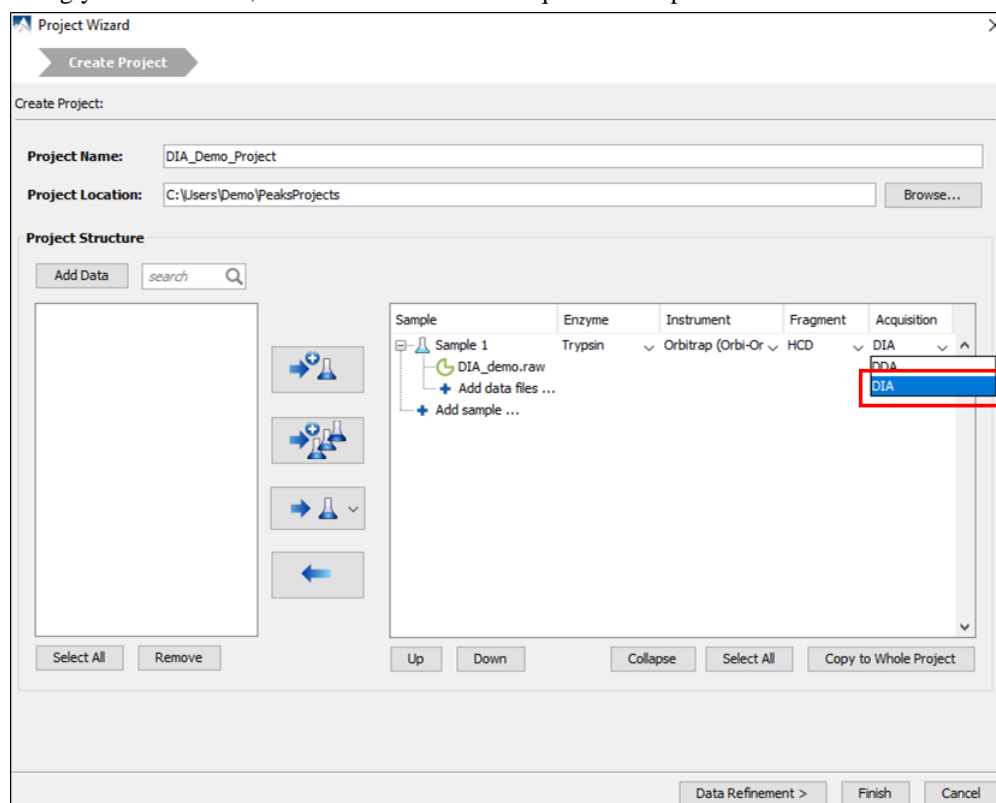 Project Wizard
Create Project
Create Project:
Project Name: DIA_Demo_Project
Project Location: C:\Users\Demo\PeaksProjects Browse...
Project Structure
Add Data search
Sample Enzyme Instrument Fragment Acquisition
Sample 1 Trypsin Orbitrap (Orbi-Or HCD DIA
DIA_demo.raw DDA
Add data files ... DIA
Add sample ...
Select All Remove Up Down Collapse Select All Copy to Whole Project
Data Refinement > Finish Cancel